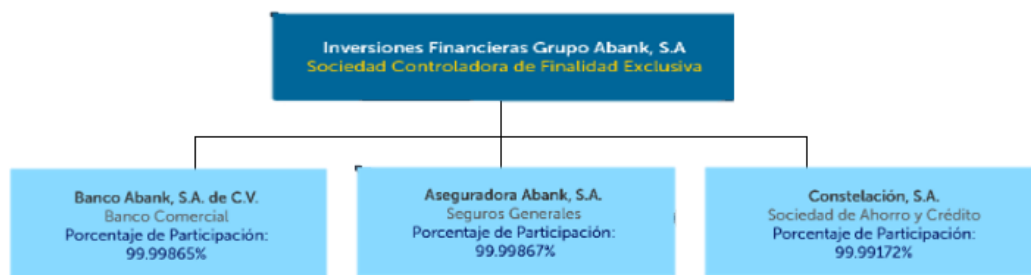 Inversiones Financieras Grupo Abank, S.A
Sociedad Controladora de Finalidad Exclusiva
Banco Abank, S.A. de C.V.
Banco Comercial
Porcentaje de Participación:
99.99865%
Aseguradora Abank, S.A.
Seguros Generales
Porcentaje de Participación:
99.99867%
Constelación, S.A.
Sociedad de Ahorro y Crédito
Porcentaje de Participación:
99.99172%